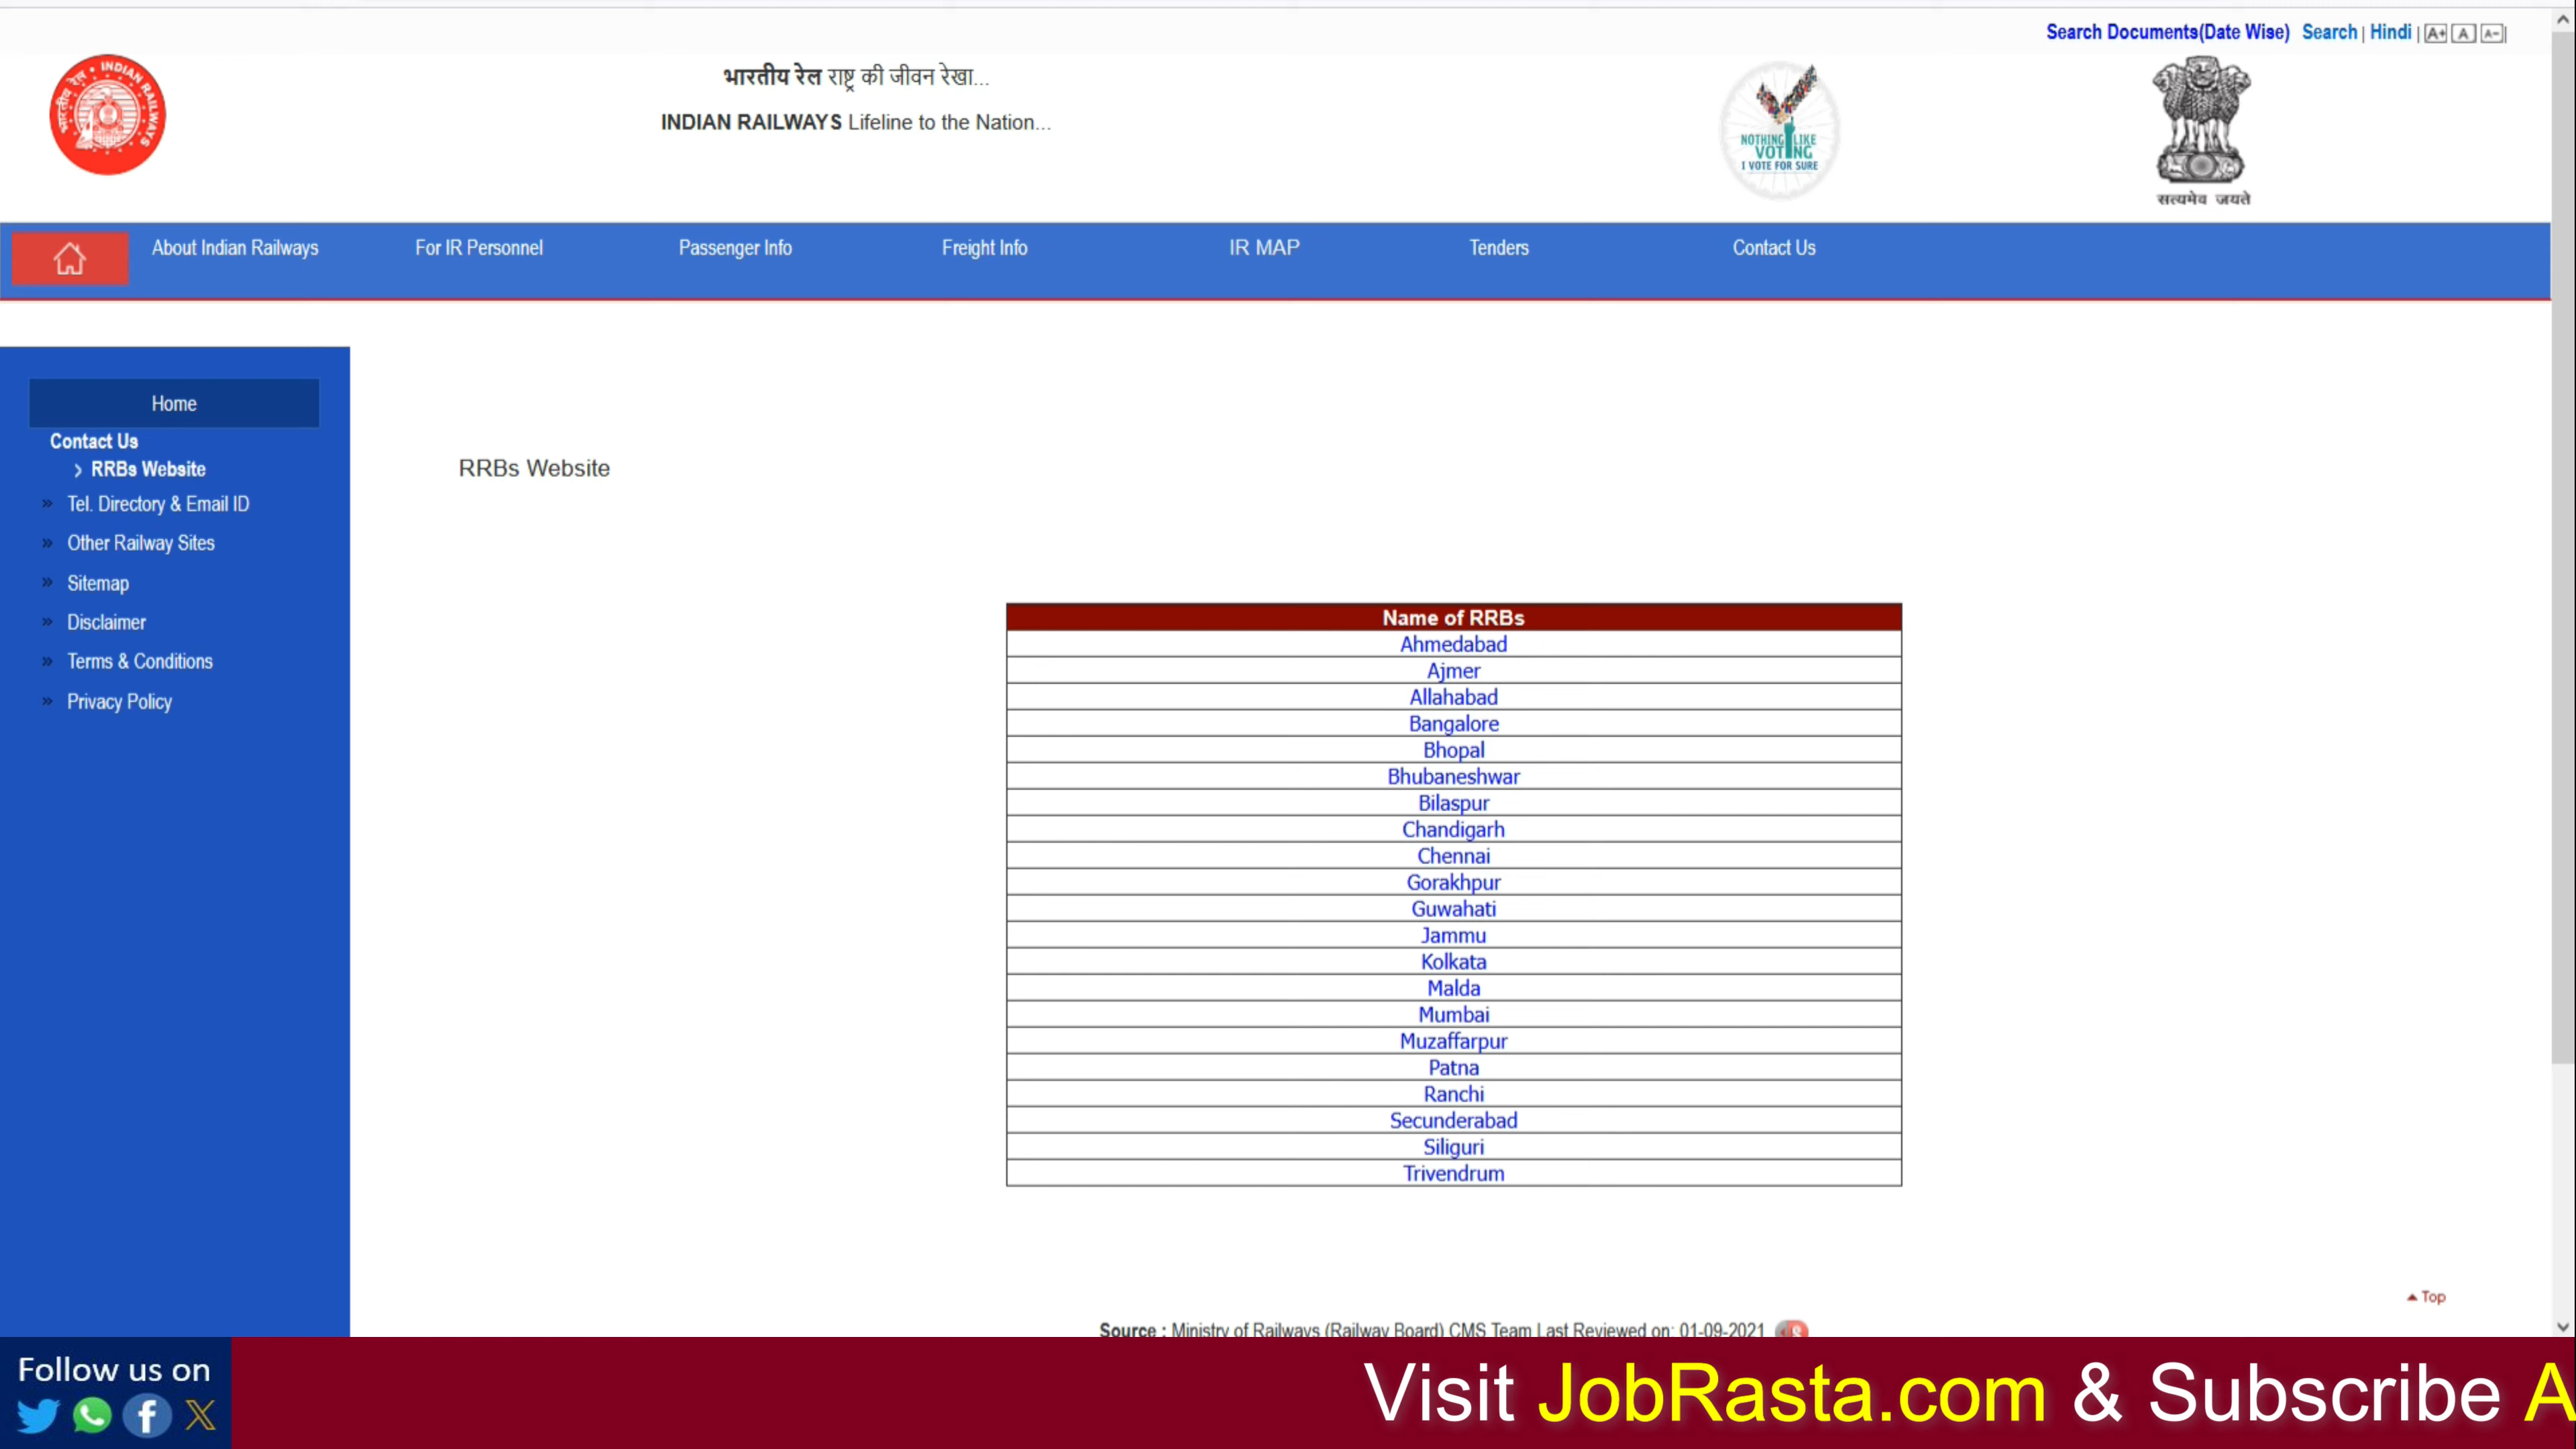 Search Documents(Date Wise) Search | Hindi | A+ A A-|
INDIAN RAILWAYS
भारतीय रेल
भारतीय रेल राष्ट्र की जीवन रेखा...
INDIAN RAILWAYS Lifeline to the Nation...
NOTHING LIKE
VOTING
I VOTE FOR SURE
सत्यमेव जयते
About Indian Railways For IR Personnel Passenger Info Freight Info IR MAP Tenders Contact Us
Home
Contact Us
RRBs Website
Tel. Directory & Email ID
Other Railway Sites
Sitemap
Disclaimer
Terms & Conditions
Privacy Policy
RRBs Website
Name of RRBs
Ahmedabad
Ajmer
Allahabad
Bangalore
Bhopal
Bhubaneshwar
Bilaspur
Chandigarh
Chennai
Gorakhpur
Guwahati
Jammu
Kolkata
Malda
Mumbai
Muzaffarpur
Patna
Ranchi
Secunderabad
Siliguri
Trivendrum
Top
Source : Ministry of Railways (Railway Board) CMS Team Last Reviewed on: 01-09-2021
Follow us on
Visit JobRasta.com & Subscribe A